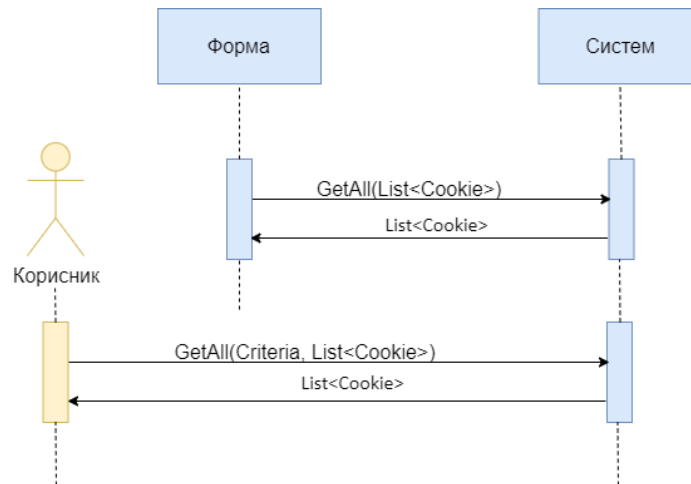 Форма
Систем
GetAll(List<Cookie>)
List<Cookie>
Корисник
GetAll(Criteria, List<Cookie>)
List<Cookie>